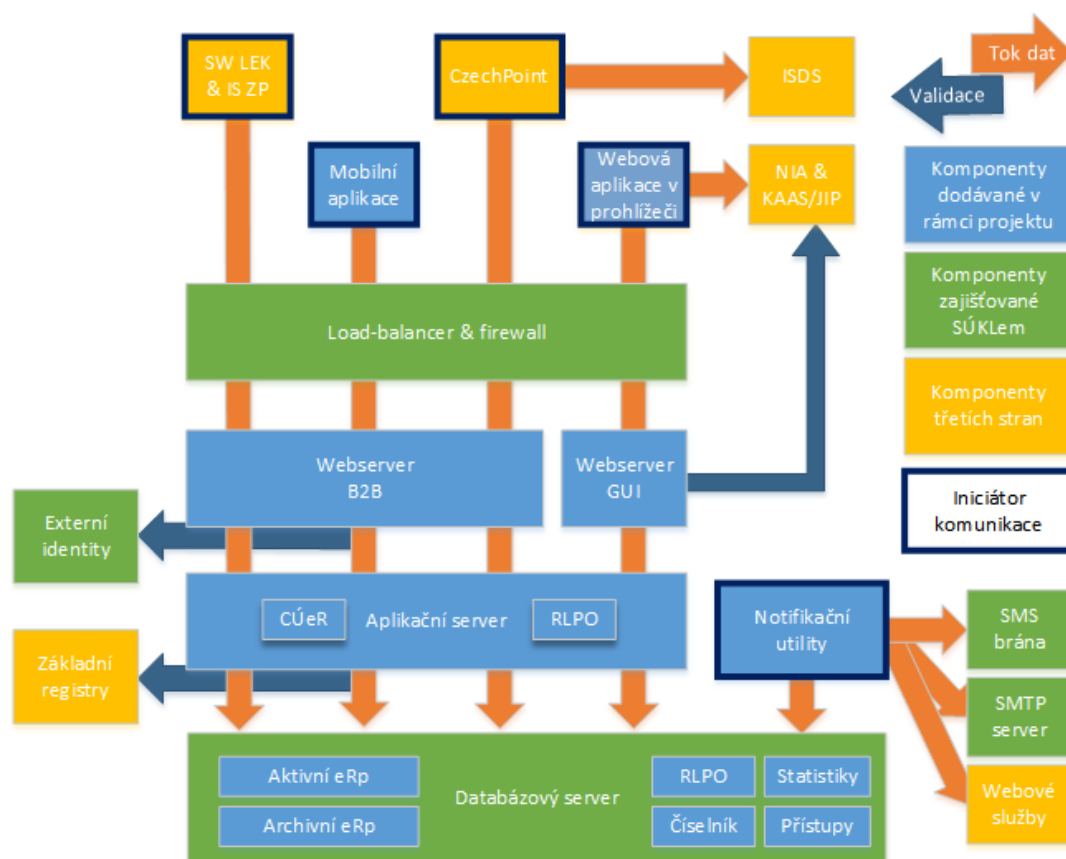 SW LEK
& IS ZP
CzechPoint
ISDS
Tok dat
Validace
Mobilní
aplikace
Webová
aplikace v
prohlížeči
NIA &
KAAS/JIP
Komponenty
dodávané v
rámci projektu
Komponenty
zajišťované
SÚKLem
Load-balancer & firewall
Komponenty
třetích stran
Webserver
B2B
Webserver
GUI
Iniciátor
komunikace
Externí
identity
CÚeR
Aplikační server
RLPO
Notifikační
utility
SMS
brána
Základní
registry
SMTP
server
Aktivní eRp
Archivní eRp
Databázový server
RLPO
Statistiky
Číselník
Přístupy
Webové
služby